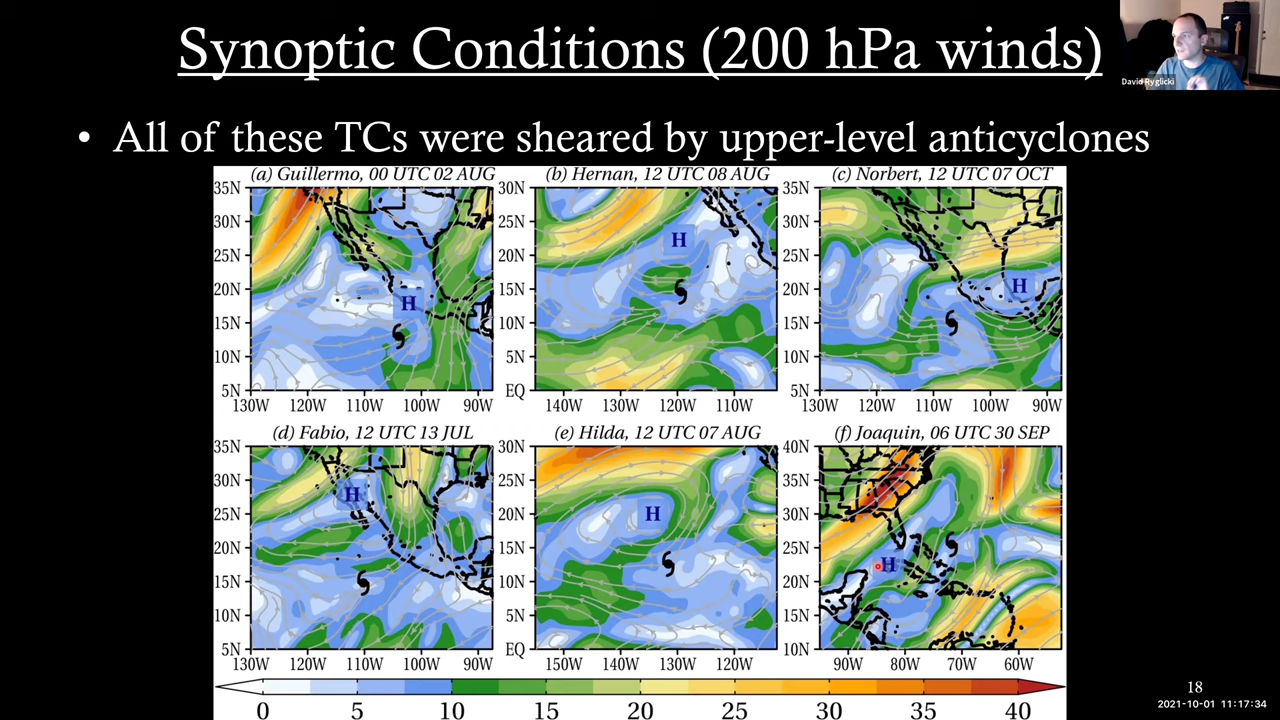 Synoptic Conditions (200 hPa winds)
David Ryglicki
• All of these TCs were sheared by upper-level anticyclones
(a) Guillermo, 00 UTC 02 AUG
(b) Hernan, 12 UTC 08 AUG
(c) Norbert, 12 UTC 07 OCT
35N 30N 25N 20N 15N 10N 5N
H
130W 120W 110W 100W 90W
30N 25N 20N 15N 10N 5N EQ
H
140W 130W 120W 110W
35N 30N 25N 20N 15N 10N 5N
H
130W 120W 110W 100W 90W
(d) Fabio, 12 UTC 13 JUL
(e) Hilda, 12 UTC 07 AUG
(f) Joaquin, 06 UTC 30 SEP
35N 30N 25N 20N 15N 10N 5N
H
130W 120W 110W 100W 90W
30N 25N 20N 15N 10N 5N EQ
H
150W 140W 130W 120W
40N 35N 30N 25N 20N 15N 10N
H
90W 80W 70W 60W
0 5 10 15 20 25 30 35 40
18
2021-10-01 11:17:34